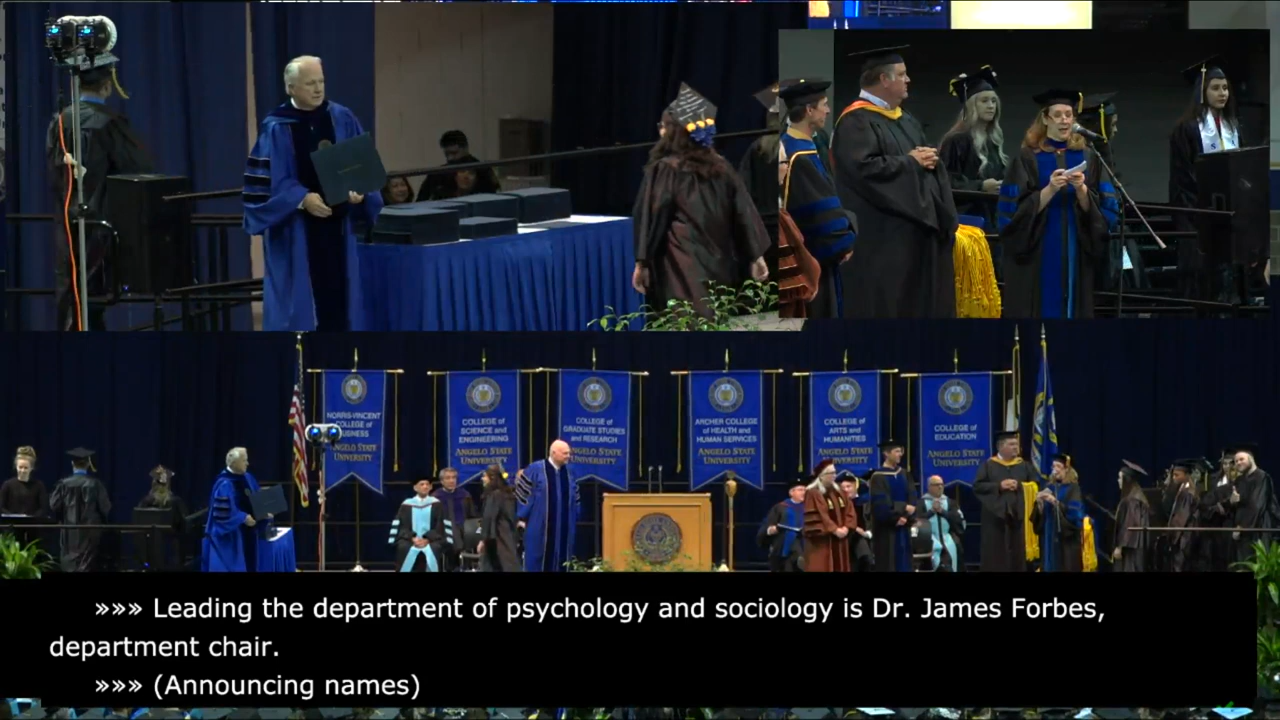 NORRIS-VINCENT
COLLEGE of
BUSINESS
ANGELO STATE
UNIVERSITY
COLLEGE of
SCIENCE and
ENGINEERING
ANGELO STATE
UNIVERSITY
COLLEGE of
GRADUATE STUDIES
and RESEARCH
ANGELO STATE
UNIVERSITY
ARCHER COLLEGE
of HEALTH and
HUMAN SERVICES
ANGELO STATE
UNIVERSITY
COLLEGE of
ARTS and
HUMANITIES
ANGELO STATE
UNIVERSITY
COLLEGE of
EDUCATION
ANGELO STATE
UNIVERSITY
»»» Leading the department of psychology and sociology is Dr. James Forbes,
department chair.
»»» (Announcing names)